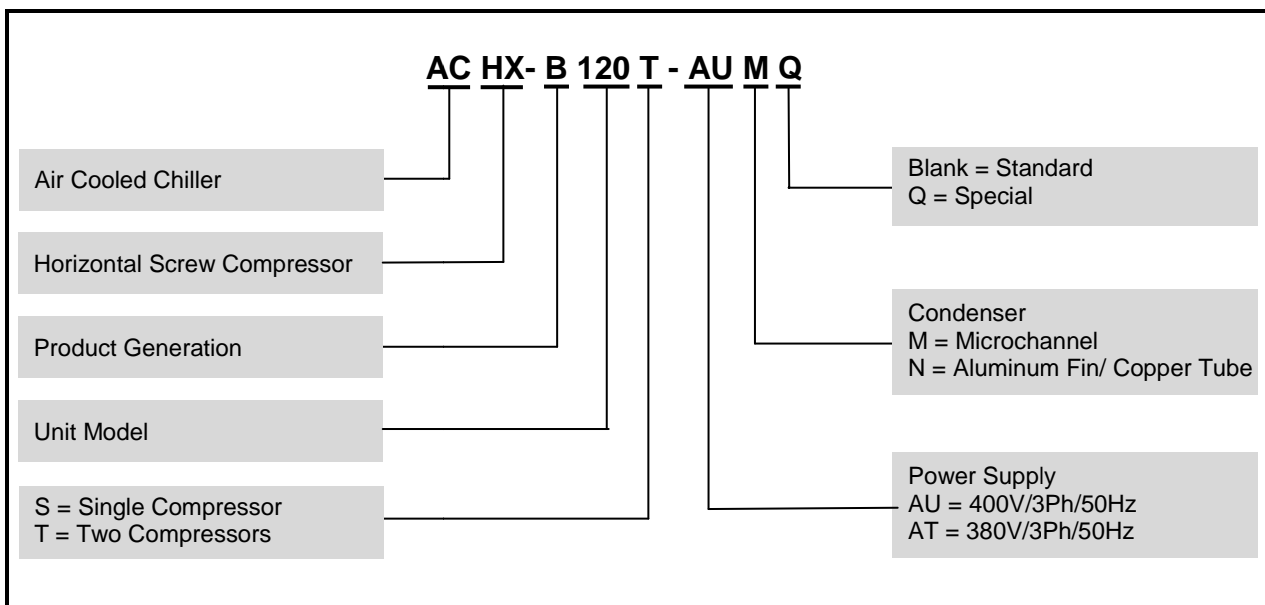 AC HX- B 120 T - AU M Q
Air Cooled Chiller
Horizontal Screw Compressor
Product Generation
Unit Model
S = Single Compressor
T = Two Compressors
Blank = Standard
Q = Special
Condenser
M = Microchannel
N = Aluminum Fin/ Copper Tube
Power Supply
AU = 400V/3Ph/50Hz
AT = 380V/3Ph/50Hz